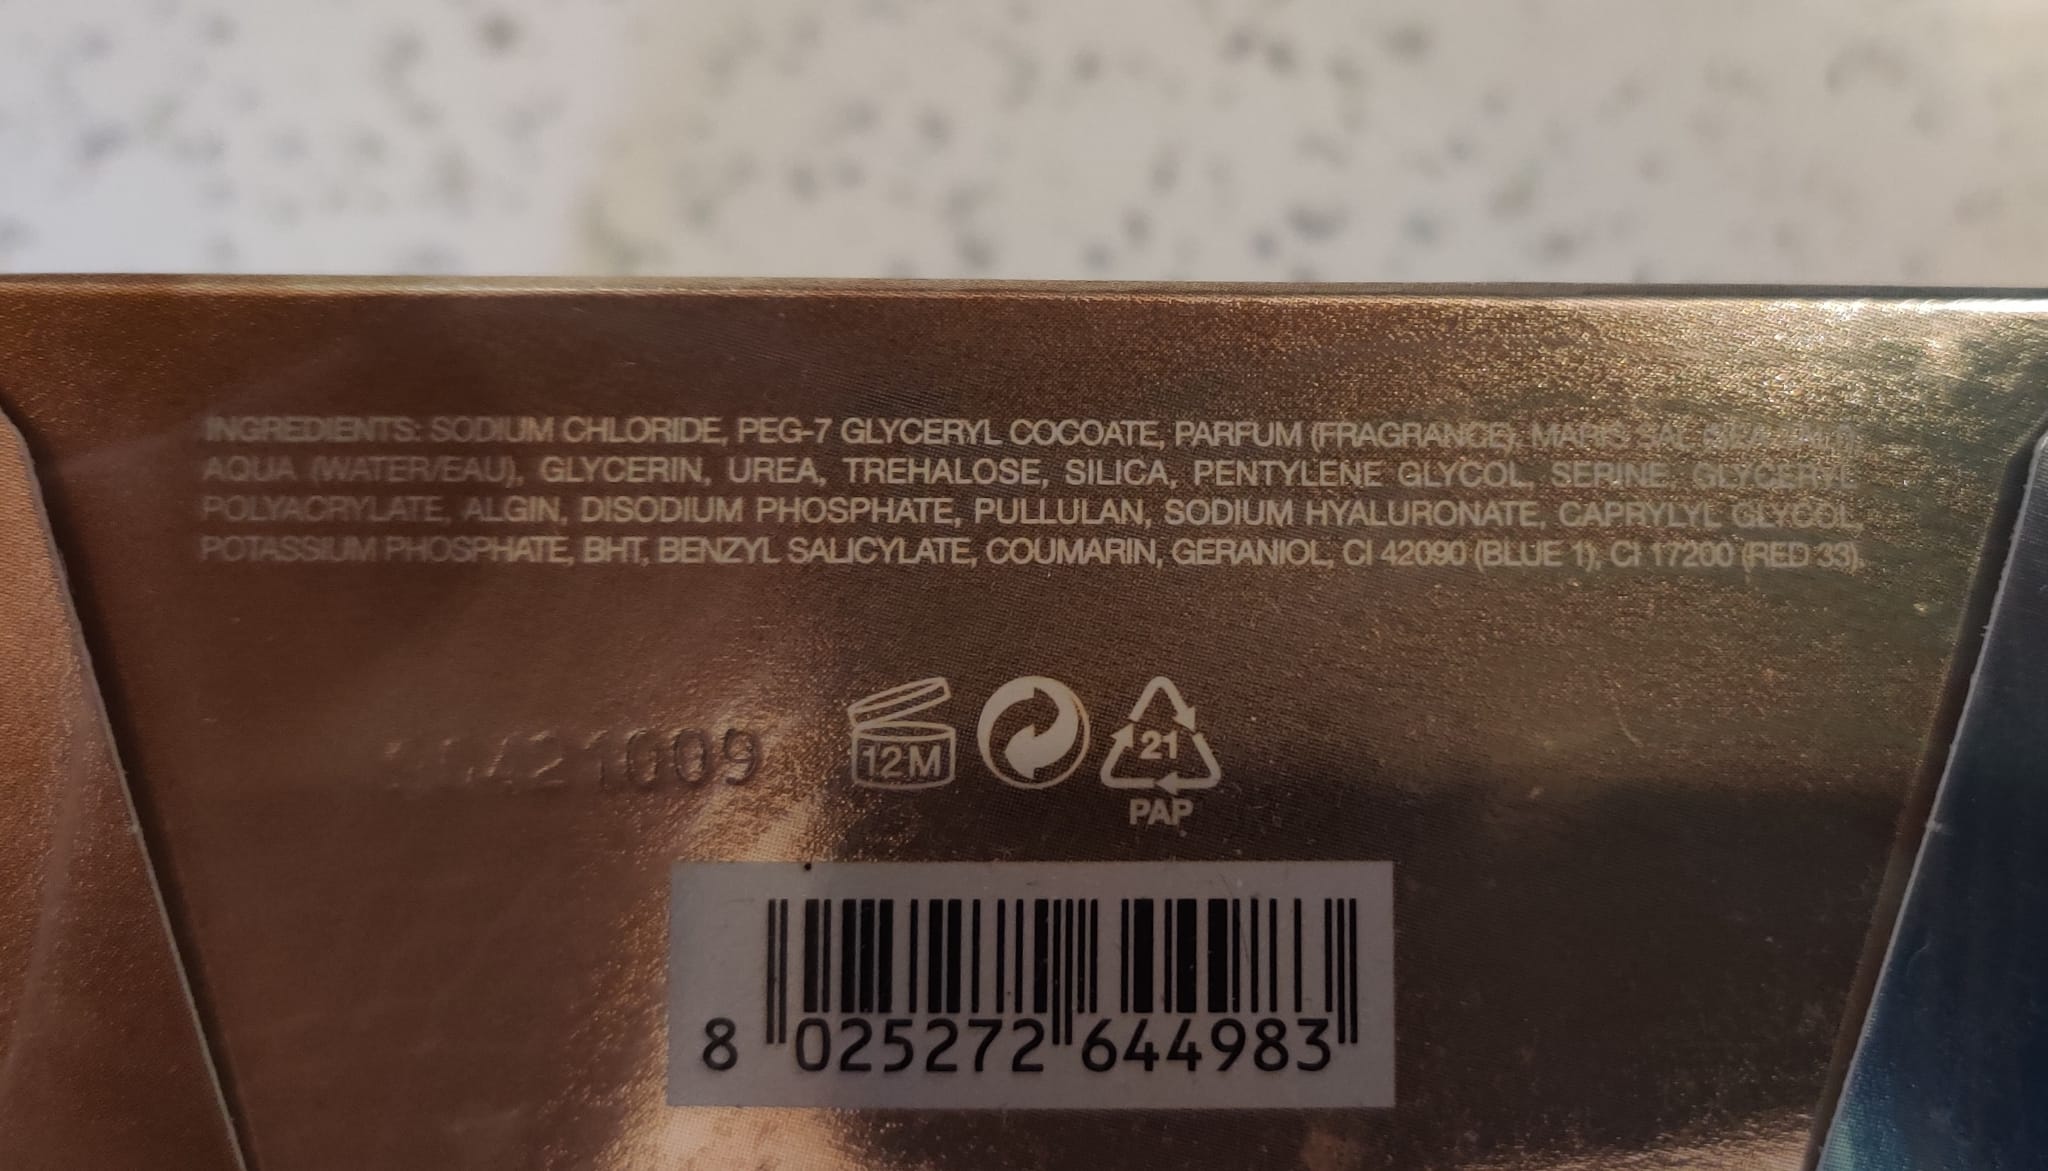 INGREDIENTS: SODIUM CHLORIDE, PEG-7 GLYCERYL COCOATE, PARFUM (FRAGRANCE), MARIS SAL (SEA SALT),
AQUA (WATER/EAU), GLYCERIN, UREA, TREHALOSE, SILICA, PENTYLENE GLYCOL, SERINE, GLYCERYL
POLYACRYLATE, ALGIN, DISODIUM PHOSPHATE, PULLULAN, SODIUM HYALURONATE, CAPRYLYL GLYCOL,
POTASSIUM PHOSPHATE, BHT, BENZYL SALICYLATE, COUMARIN, GERANIOL, CI 42090 (BLUE 1), CI 17200 (RED 33).
12M
21
PAP
8 025272 644983